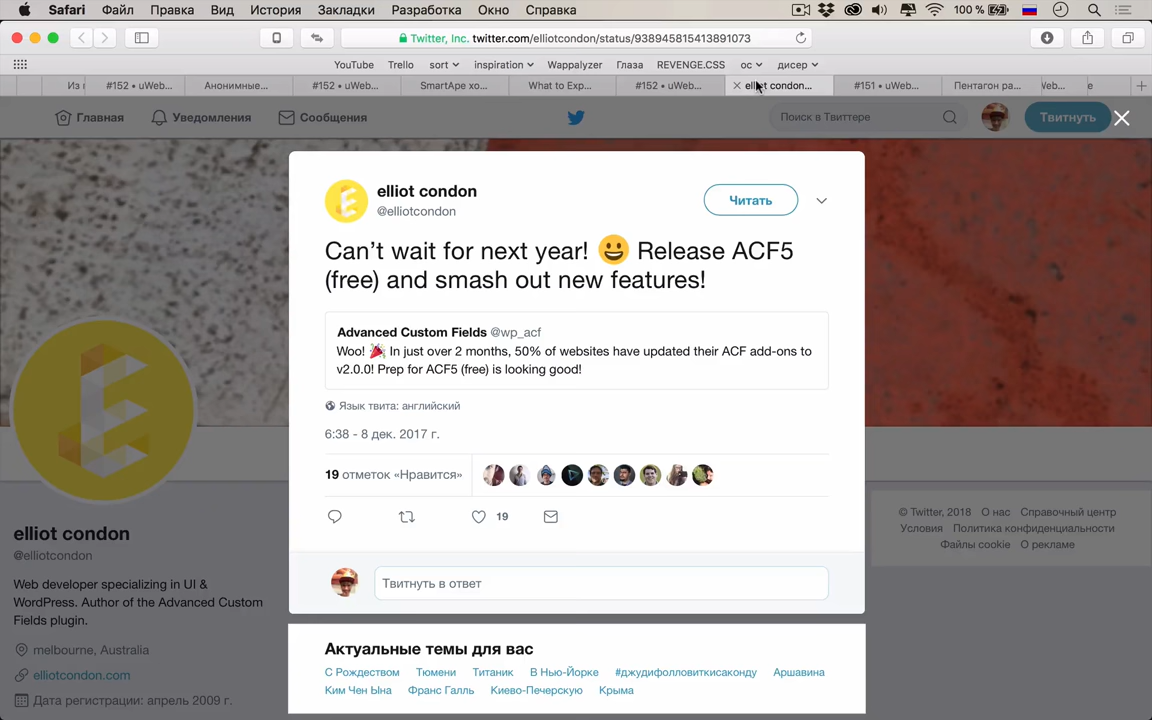 Safari Файл Правка Вид История Закладки Разработка Окно Справка 100 %
Twitter, Inc. twitter.com/elliotcondon/status/938945815413891073
YouTube Trello sort inspiration Wappalyzer Глаза REVENGE.CSS ос дисер
Из #152 • uWeb... Анонимные... #152 • uWeb... SmartApe хо... What to Exp... #152 • uWeb... elliot condon... #151 • uWeb... Пентагон ра... Web... е
Главная Уведомления Сообщения Поиск в Твиттере Твитнуть
elliot condon
@elliotcondon
Читать
Can’t wait for next year! 😀 Release ACF5
(free) and smash out new features!
Advanced Custom Fields @wp_acf
Woo! 🎉 In just over 2 months, 50% of websites have updated their ACF add-ons to
v2.0.0! Prep for ACF5 (free) is looking good!
Язык твита: английский
6:38 - 8 дек. 2017 г.
19 отметок «Нравится»
19
Твитнуть в ответ
elliot condon
@elliotcondon
Web developer specializing in UI &
WordPress. Author of the Advanced Custom
Fields plugin.
melbourne, Australia
elliotcondon.com
Дата регистрации: апрель 2009 г.
© Twitter, 2018 О нас Справочный центр
Условия Политика конфиденциальности
Файлы cookie О рекламе
Актуальные темы для вас
С Рождеством Тюмени Титаник В Нью-Йорке #джудифолловиткисаконду Аршавина
Ким Чен Ына Франс Галль Киево-Печерскую Крыма